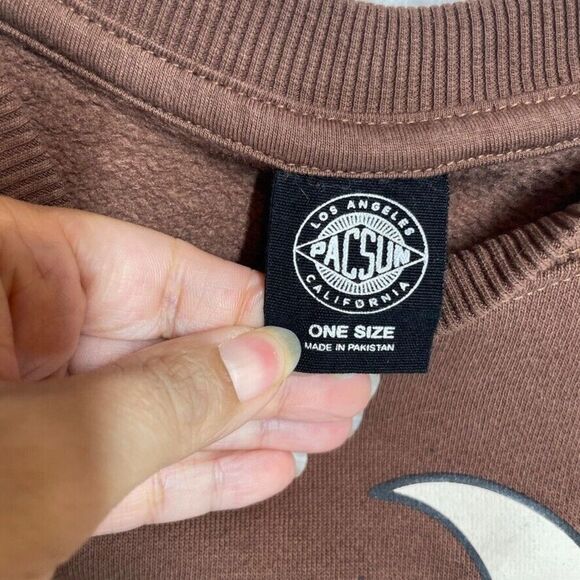 LOS ANGELES
PACSUN
CALIFORNIA
ONE SIZE
MADE IN PAKISTAN